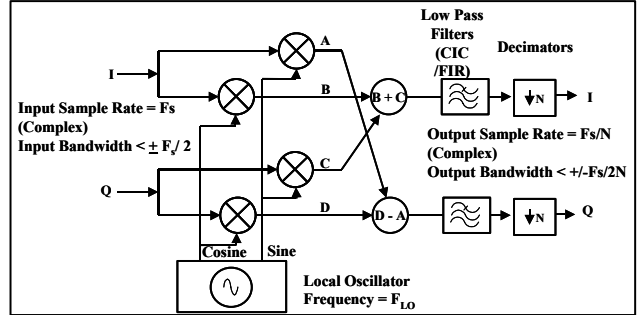 Low Pass
Filters
(CIC
/FIR)
Decimators
A
I
B
B + C
↓N
I
Input Sample Rate = Fs
(Complex)
Input Bandwidth < ± Fs/ 2
Output Sample Rate = Fs/N
(Complex)
Output Bandwidth < +/-Fs/2N
C
Q
D
D - A
↓N
Q
Cosine
Sine
Local Oscillator
Frequency = FLO